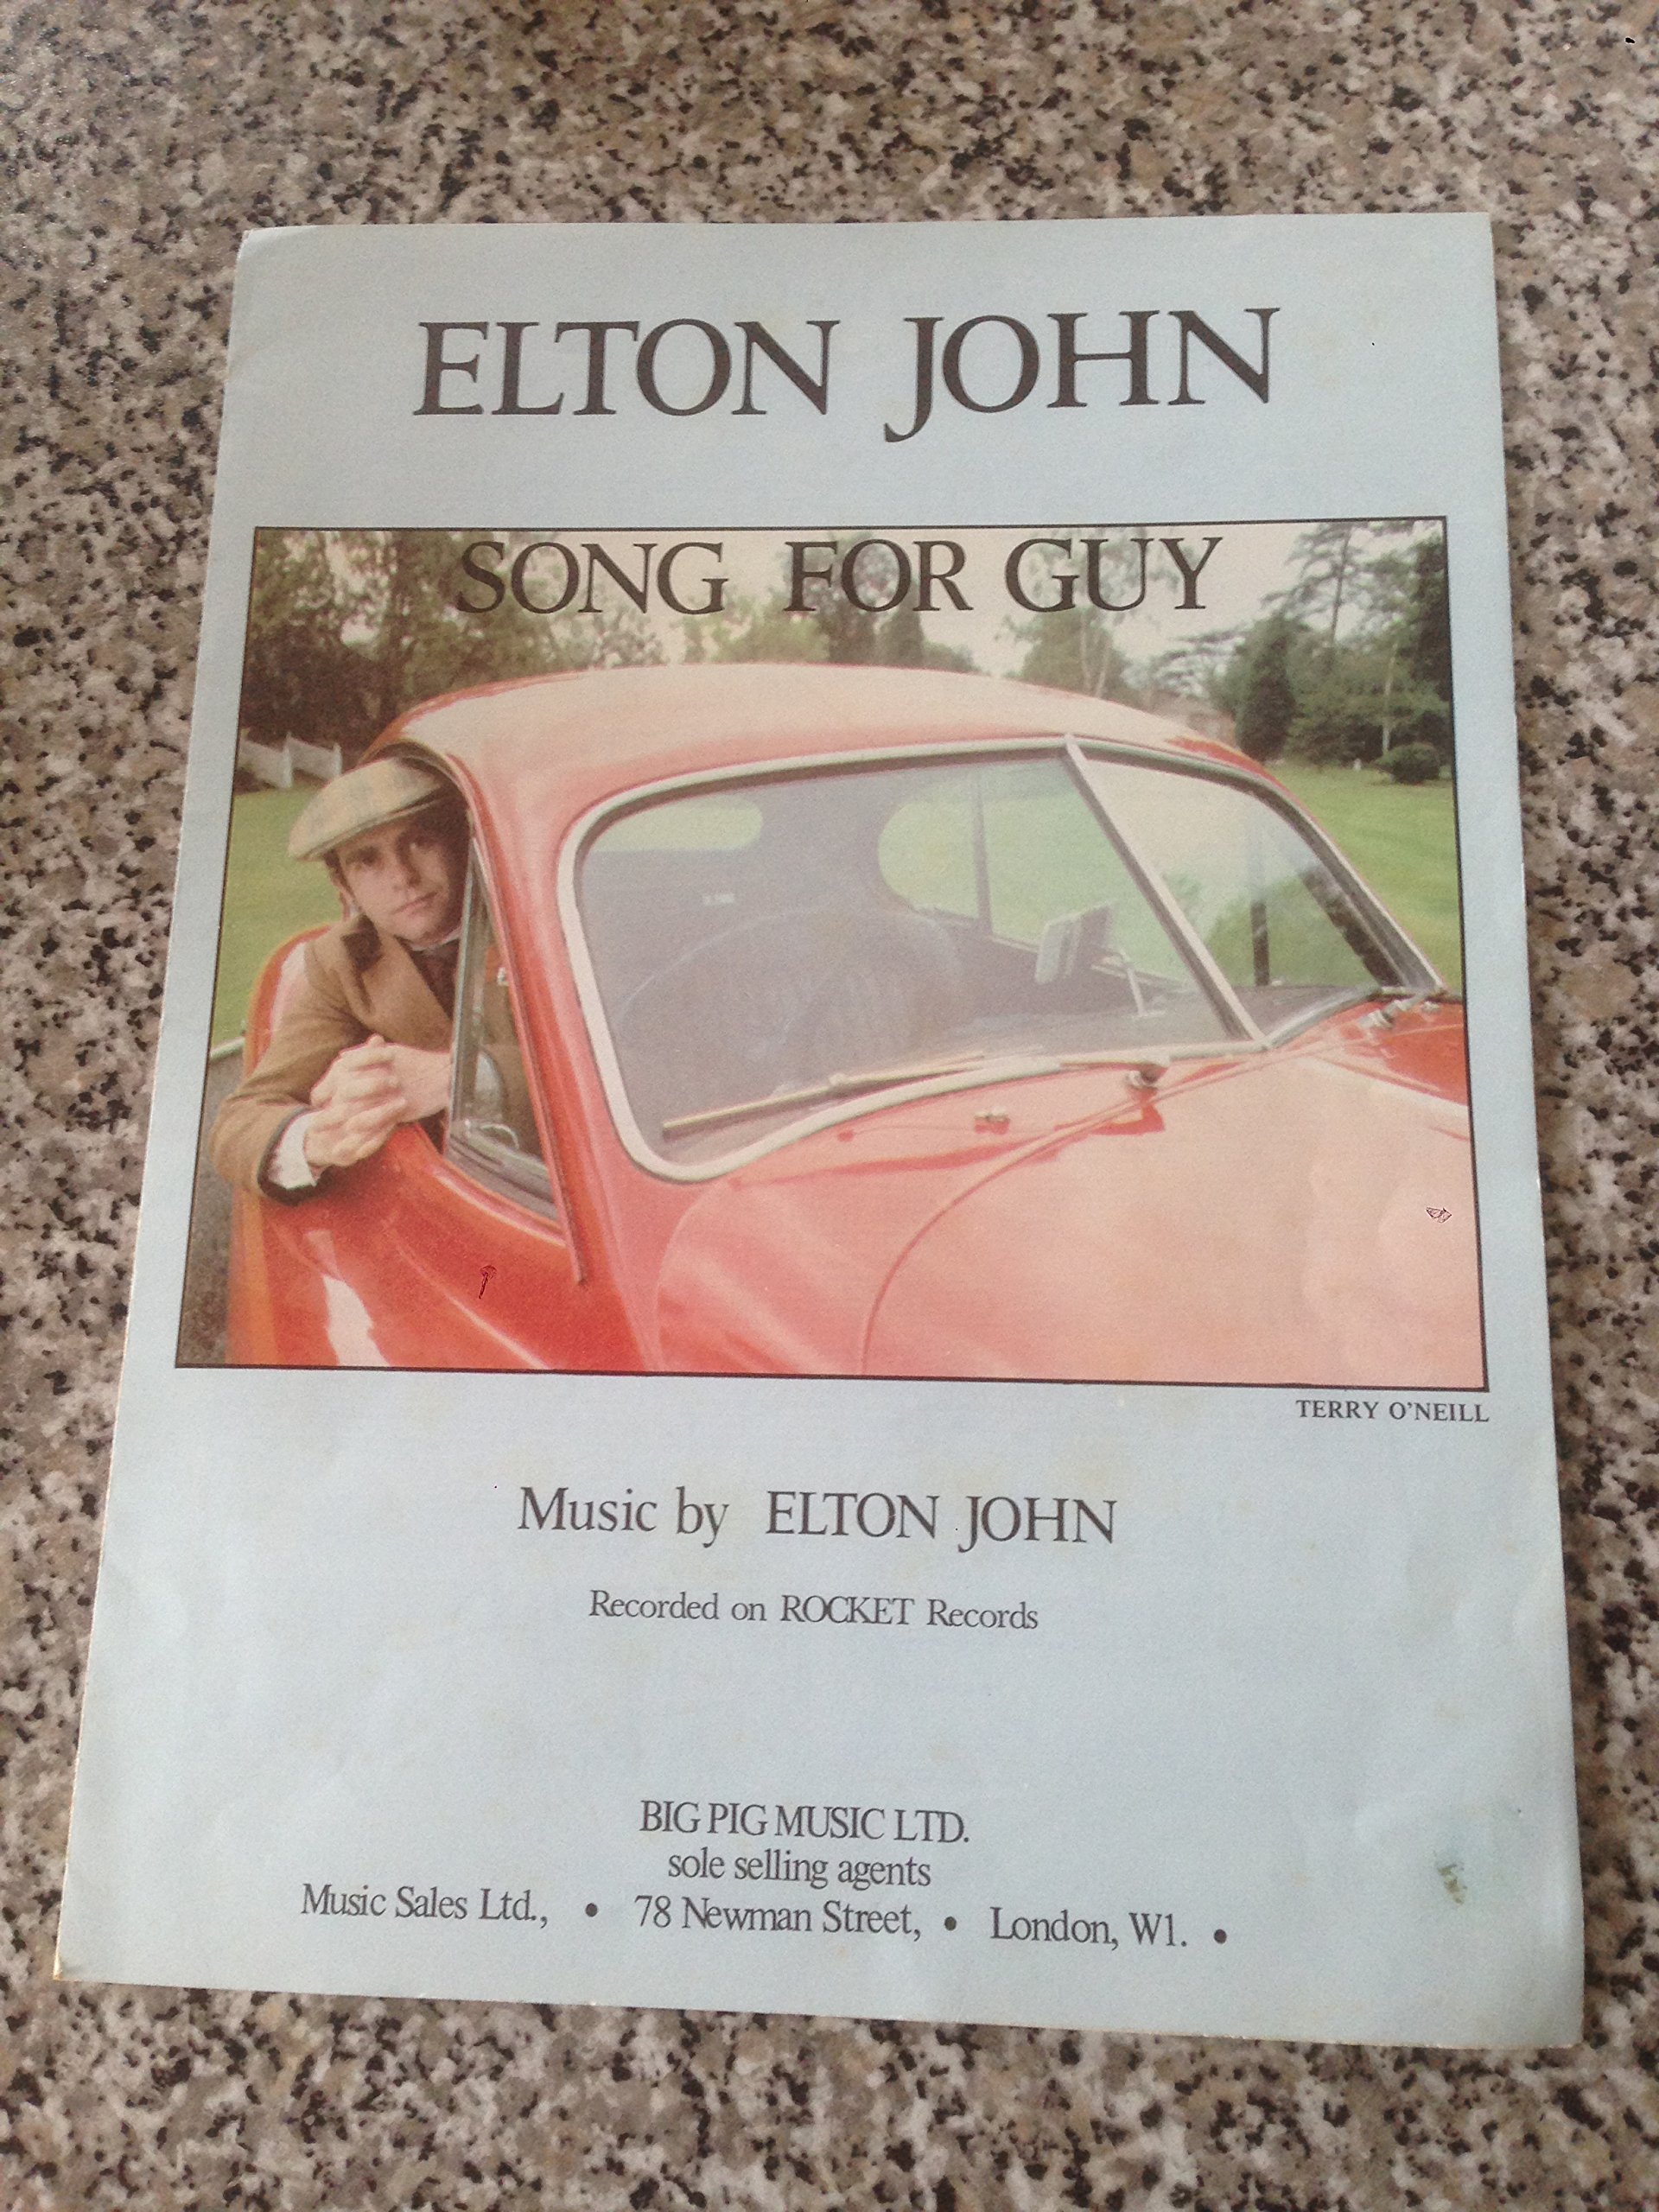 ELTON JOHN
SONG FOR GUY
TERRY O'NEILL
Music by ELTON JOHN
Recorded on ROCKET Records
BIG PIG MUSIC LTD.
sole selling agents
Music Sales Ltd., • 78 Newman Street, • London, W1. •